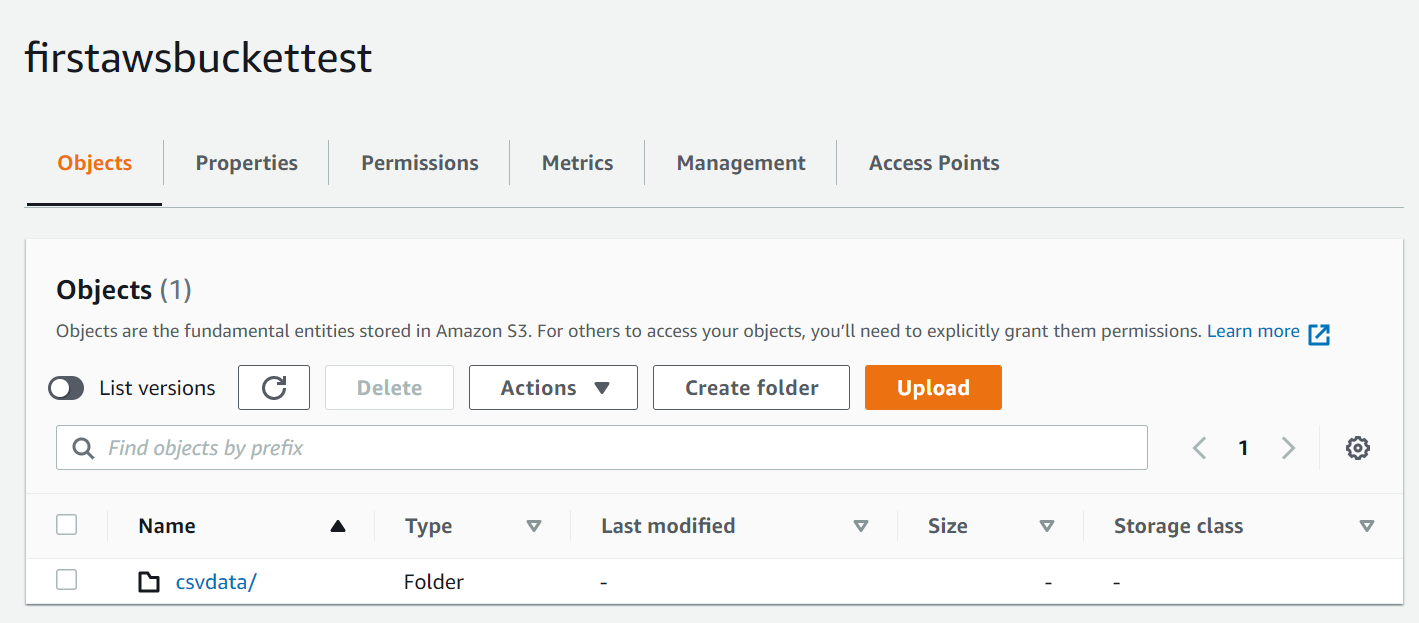 firstawsbuckettest
Objects Properties Permissions Metrics Management Access Points
Objects (1)
Objects are the fundamental entities stored in Amazon S3. For others to access your objects, you’ll need to explicitly grant them permissions. Learn more
List versions Delete Actions Create folder Upload
Find objects by prefix 1
Name Type Last modified Size Storage class
csvdata/ Folder - - -